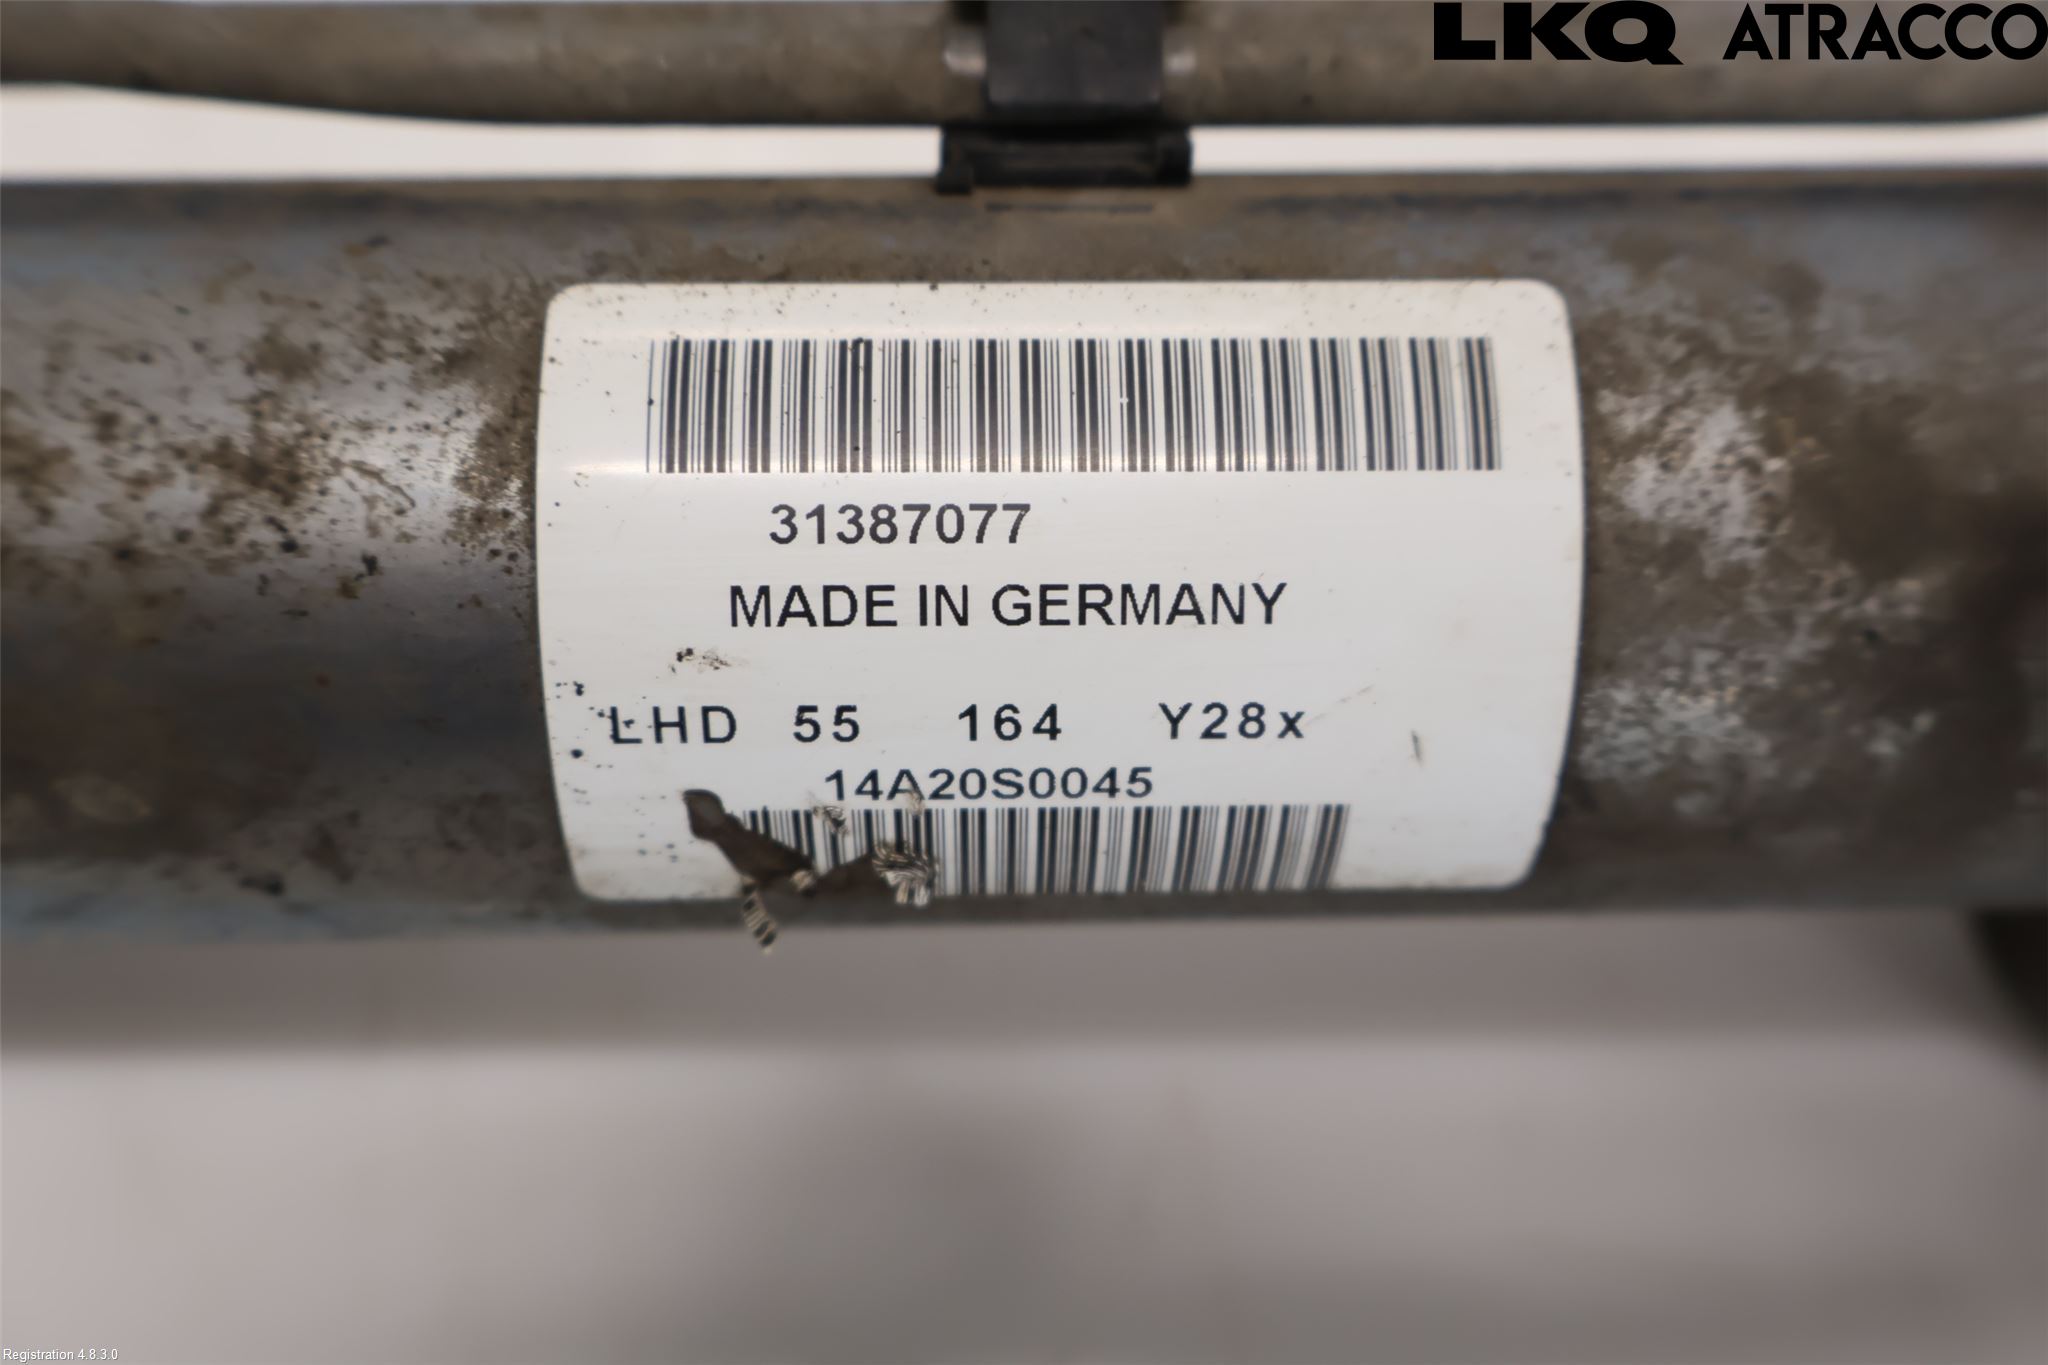 LKQ ATRACCO
31387077
MADE IN GERMANY
LHD 55 164 Y28x
14A20S0045
Registration 4.8.3.0